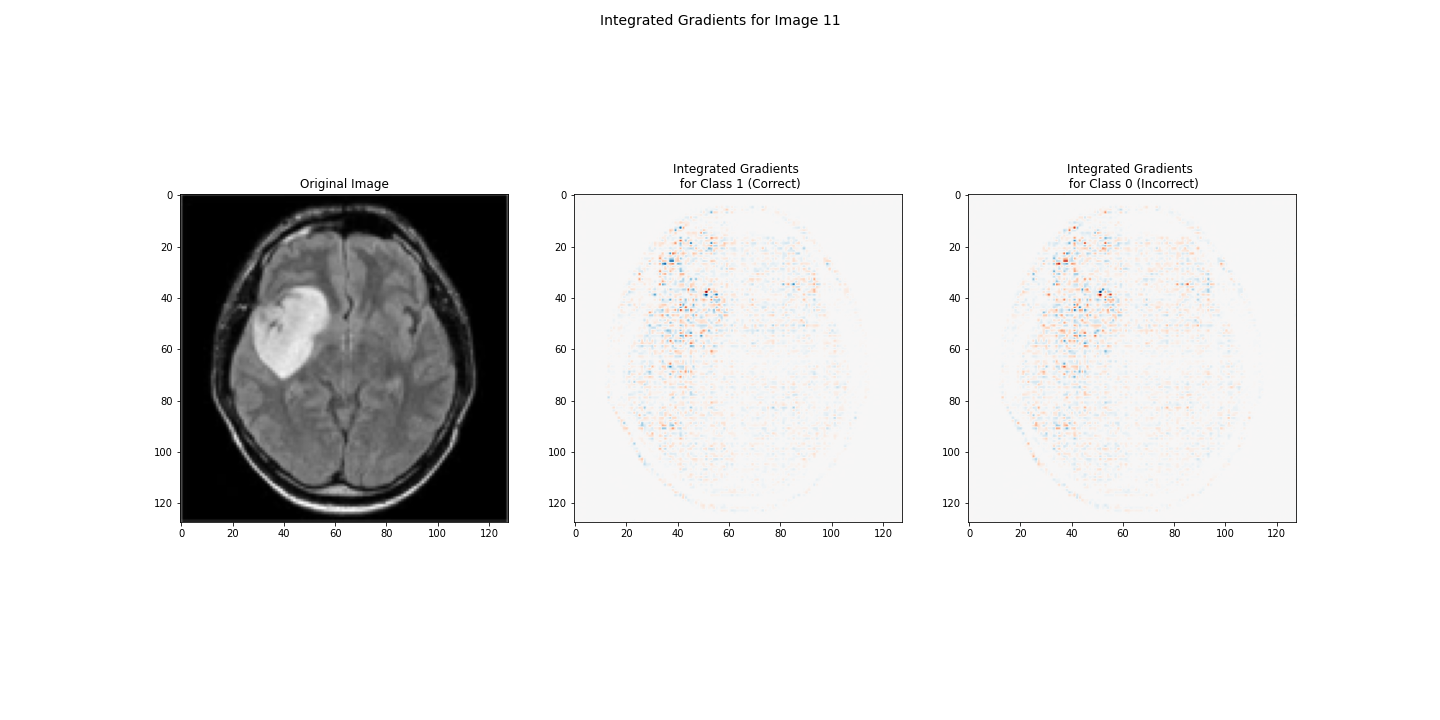 Integrated Gradients for Image 11
Original Image
Integrated Gradients
for Class 1 (Correct)
Integrated Gradients
for Class 0 (Incorrect)
0
20
40
60
80
100
120
0 20 40 60 80 100 120
0
20
40
60
80
100
120
0 20 40 60 80 100 120
0
20
40
60
80
100
120
0 20 40 60 80 100 120